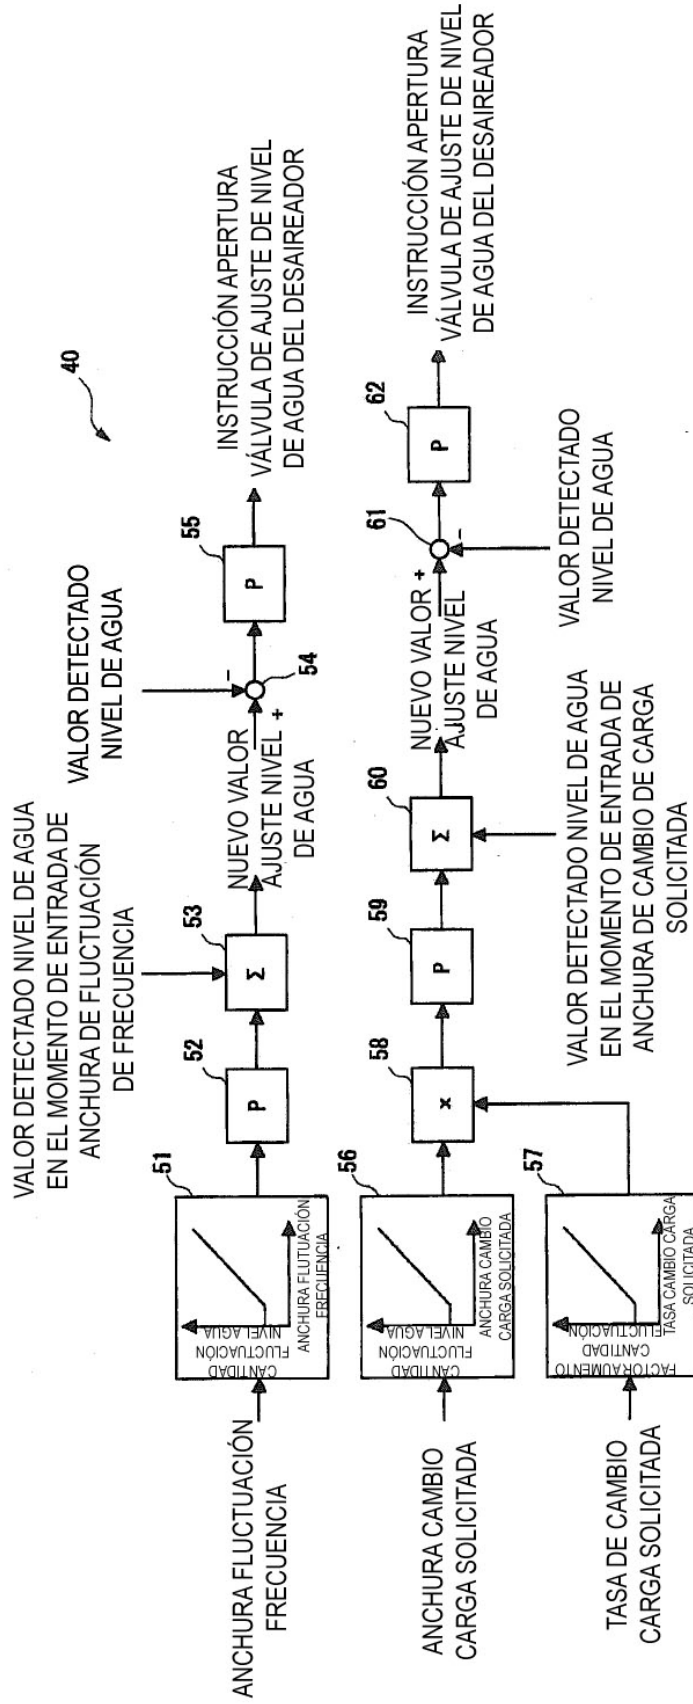 40
ANCHURA FLUCTUACIÓN
FRECUENCIA
51
CANTIDAD
FLUCTUACIÓN
NIVEL AGUA
ANCHURA FLUTUACIÓN
FRECUENCIA
52
P
VALOR DETECTADO NIVEL DE AGUA
EN EL MOMENTO DE ENTRADA DE
ANCHURA DE FLUCTUACIÓN
DE FRECUENCIA
53
Σ
NUEVO VALOR
AJUSTE NIVEL +
DE AGUA
VALOR DETECTADO
NIVEL DE AGUA
−
54
55
P
INSTRUCCIÓN APERTURA
VÁLVULA DE AJUSTE DE NIVEL
DE AGUA DEL DESAIREADOR
ANCHURA CAMBIO
CARGA SOLICITADA
56
CANTIDAD
FLUCTUACIÓN
NIVEL AGUA
ANCHURA CAMBIO
CARGA SOLICITADA
58
x
59
P
60
Σ
NUEVO VALOR +
AJUSTE NIVEL
DE AGUA
61
−
62
P
INSTRUCCIÓN APERTURA
VÁLVULA DE AJUSTE DE NIVEL
DE AGUA DEL DESAIREADOR
TASA DE CAMBIO
CARGA SOLICITADA
57
FACTOR AUMENTO
CANTIDAD
FLUCTUACIÓN
TASA CAMBIO CARGA
SOLICITADA
VALOR DETECTADO NIVEL DE AGUA
EN EL MOMENTO DE ENTRADA DE
ANCHURA DE CAMBIO DE CARGA
SOLICITADA
VALOR DETECTADO
NIVEL DE AGUA